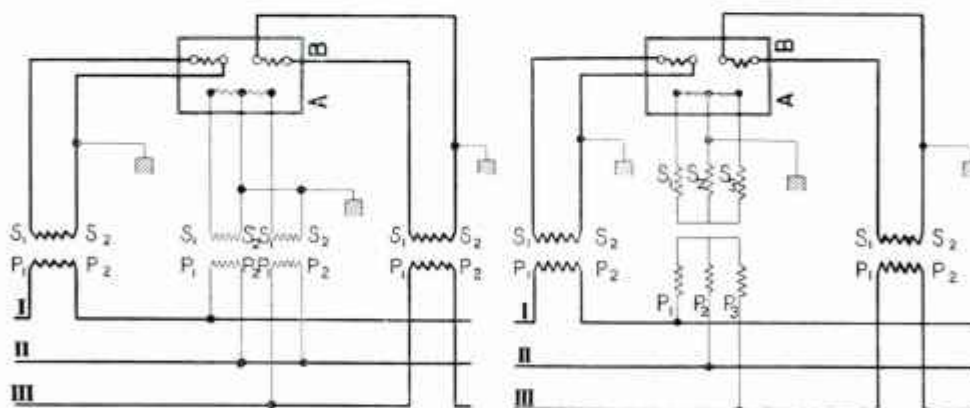 B
A
S₁ S₂ S₁ S₂ S₁ S₂ S₁ S₂
P₁ P₂ P₁ P₂ P₁ P₂ P₁ P₂
I
II
III
B
A
S₁ S₂ S₃
S₁ S₂ S₁ S₂
P₁ P₂ P₁ P₂
P₁ P₂ P₃
I
II
III